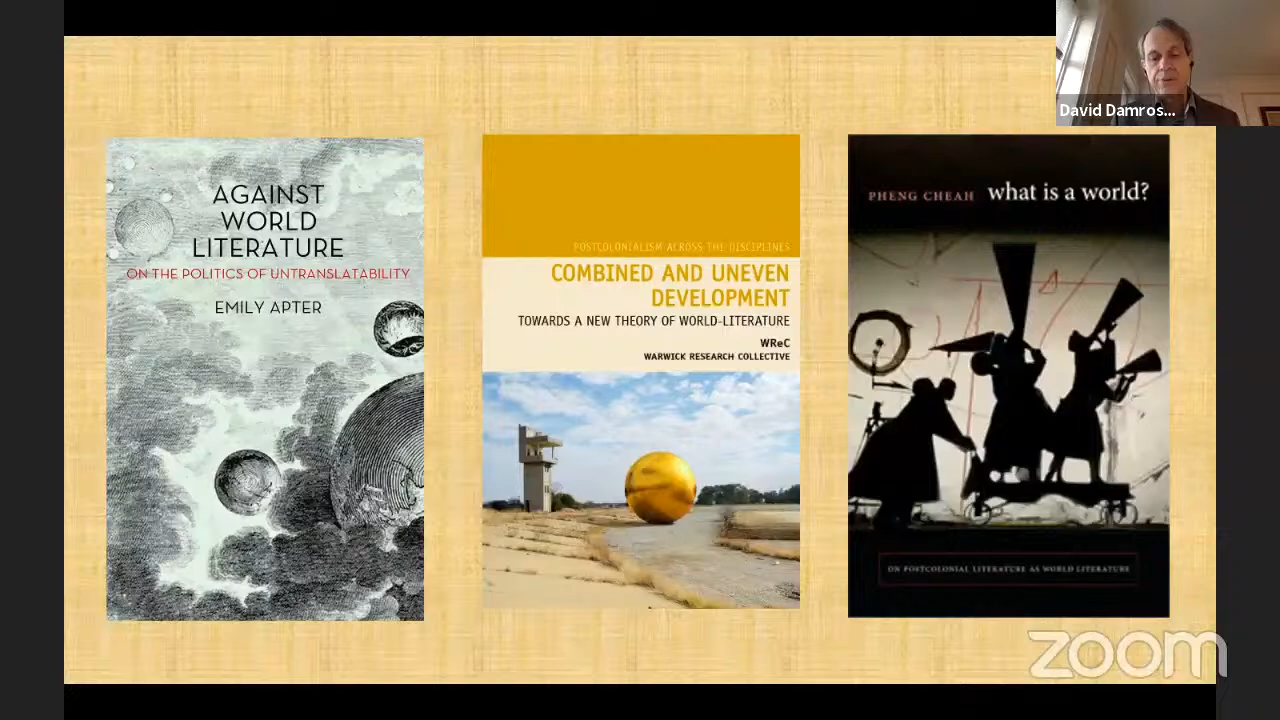 David Damros...
AGAINST
WORLD
LITERATURE
ON THE POLITICS OF UNTRANSLATABILITY
EMILY APTER
POSTCOLONIALISM ACROSS THE DISCIPLINES
COMBINED AND UNEVEN
DEVELOPMENT
TOWARDS A NEW THEORY OF WORLD-LITERATURE
WReC
WARWICK RESEARCH COLLECTIVE
PHENG CHEAH what is a world?
ON POSTCOLONIAL LITERATURE AS WORLD LITERATURE
zoom